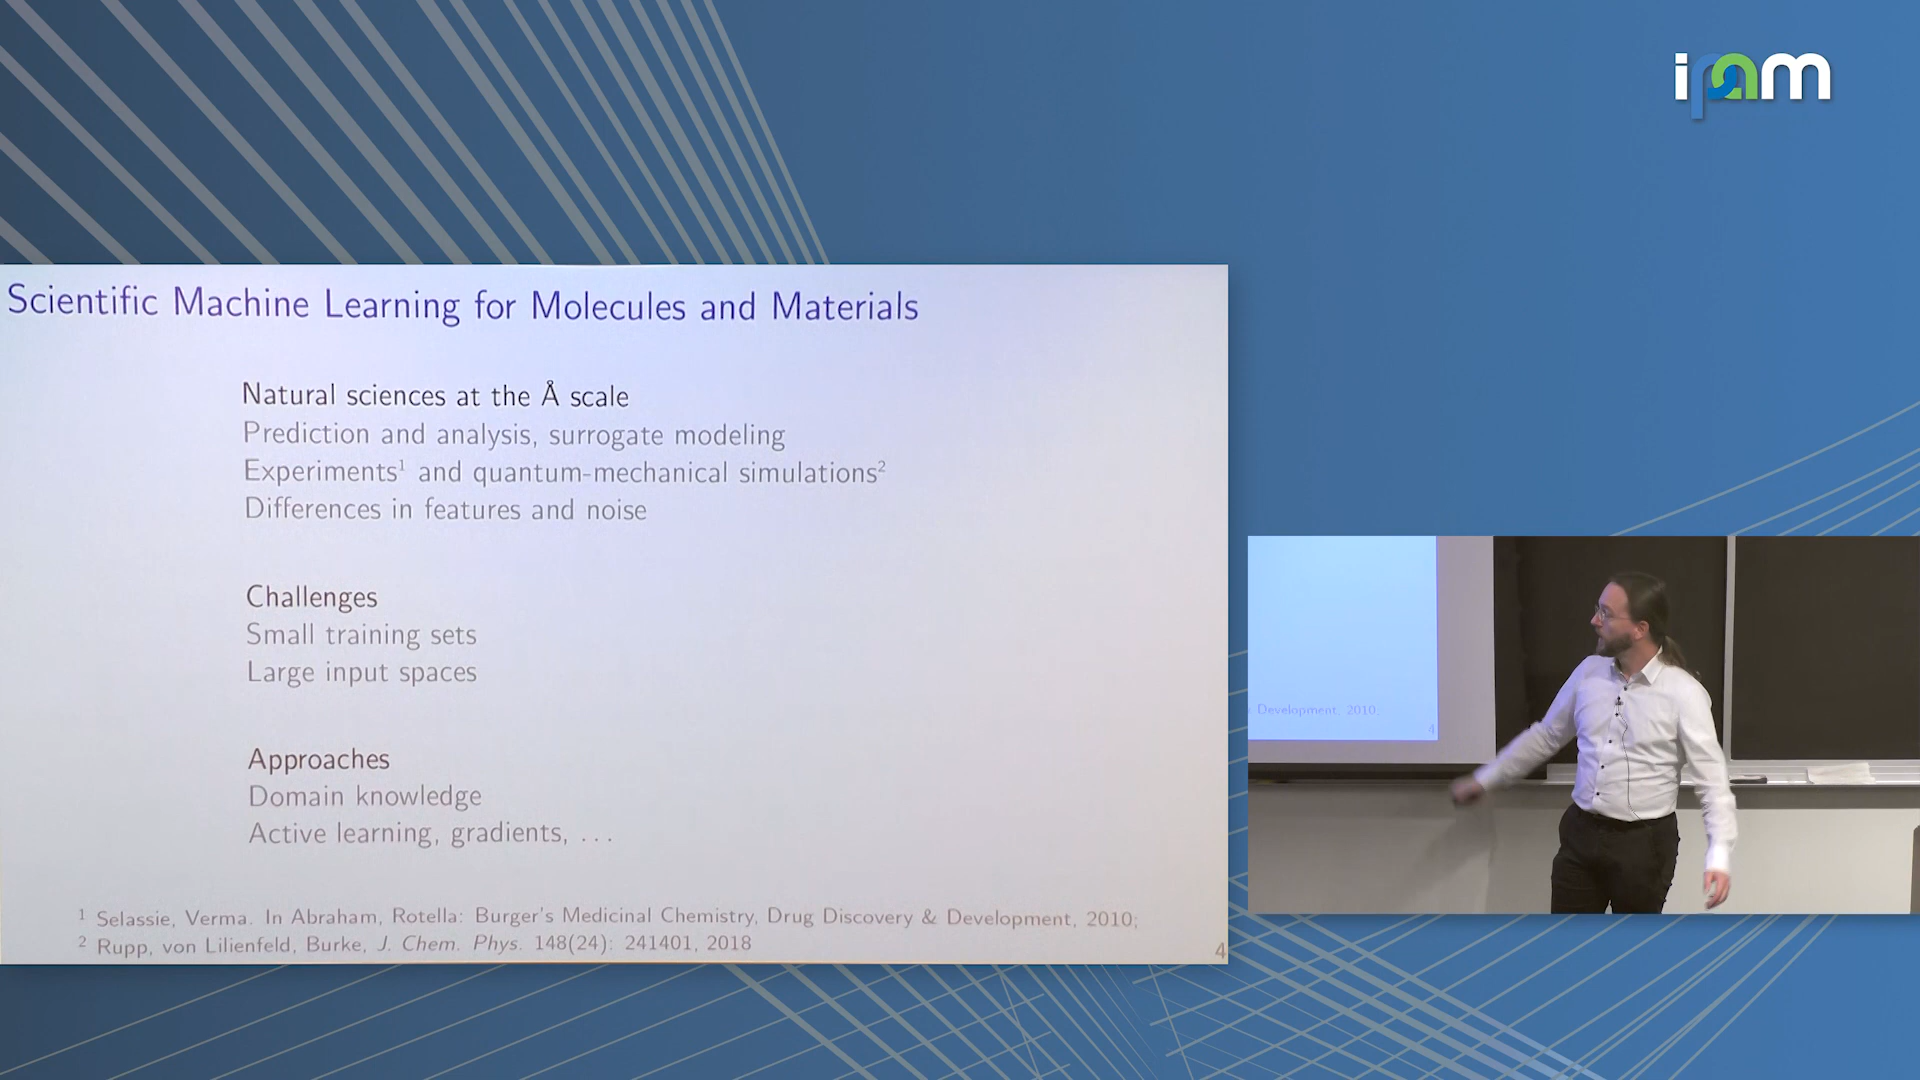 ipam
Scientific Machine Learning for Molecules and Materials
Natural sciences at the Å scale
Prediction and analysis, surrogate modeling
Experiments¹ and quantum-mechanical simulations²
Differences in features and noise
Challenges
Small training sets
Large input spaces
Approaches
Domain knowledge
Active learning, gradients, ...
¹ Selassie, Verma. In Abraham, Rotella: Burger's Medicinal Chemistry, Drug Discovery & Development, 2010;
² Rupp, von Lilienfeld, Burke, J. Chem. Phys. 148(24): 241401, 2018
4
Development, 2010;
4